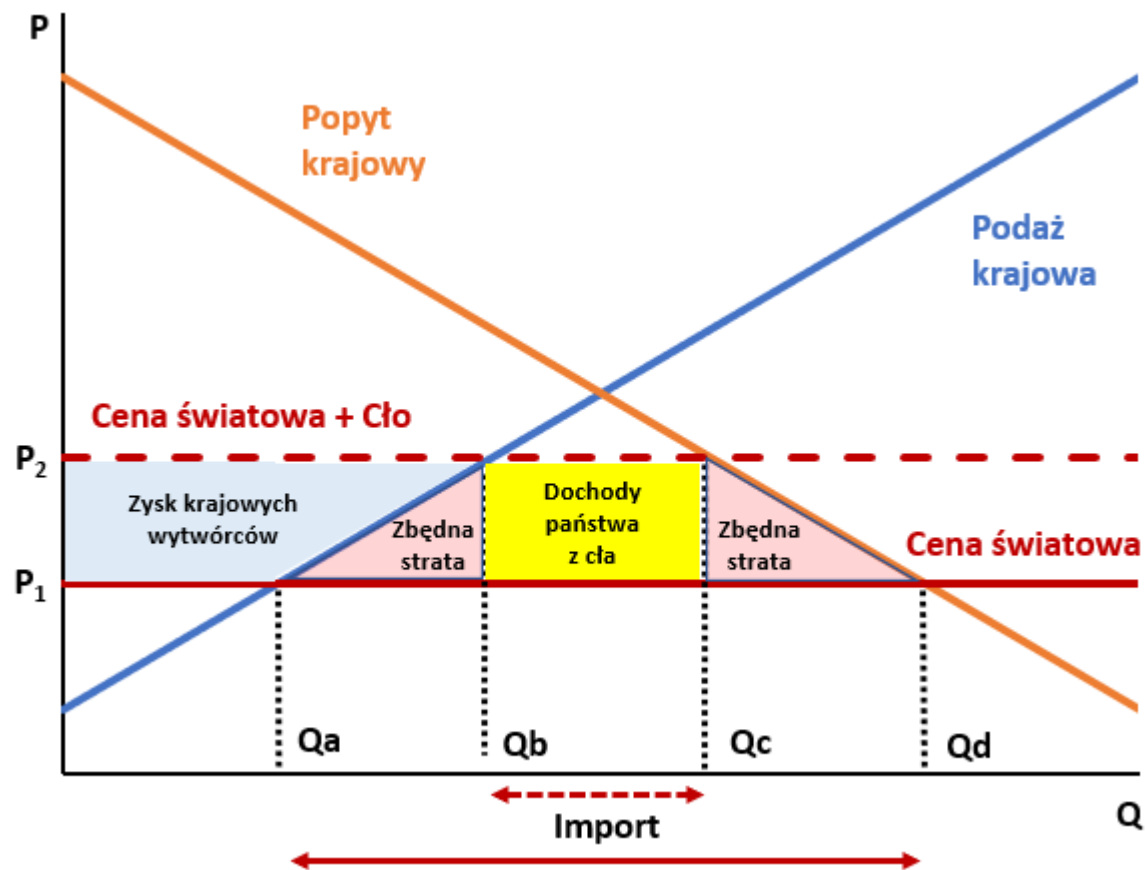 P
Popyt
krajowy
Podaż
krajowa
Cena światowa + Cło
P2
Zysk krajowych
wytwórców
Zbędna
strata
Dochody
państwa
z cła
Zbędna
strata
Cena światowa
P1
Qa
Qb
Qc
Qd
Q
Import